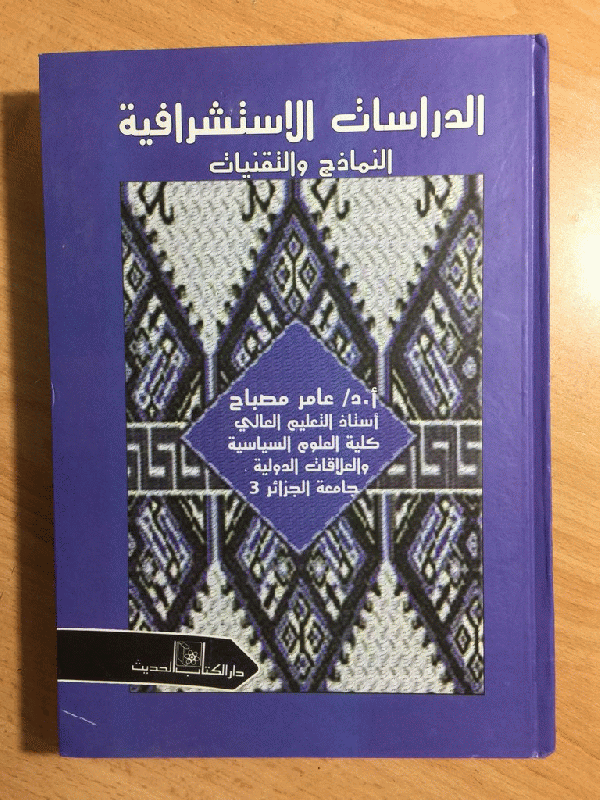 الدراسات الاستشرافية
النماذج والتقنيات
أ.د/ عامر مصباح
أستاذ التعليم العالي
كلية العلوم السياسية
والعلاقات الدولية
جامعة الجزائر 3
دار الكتاب الحديث